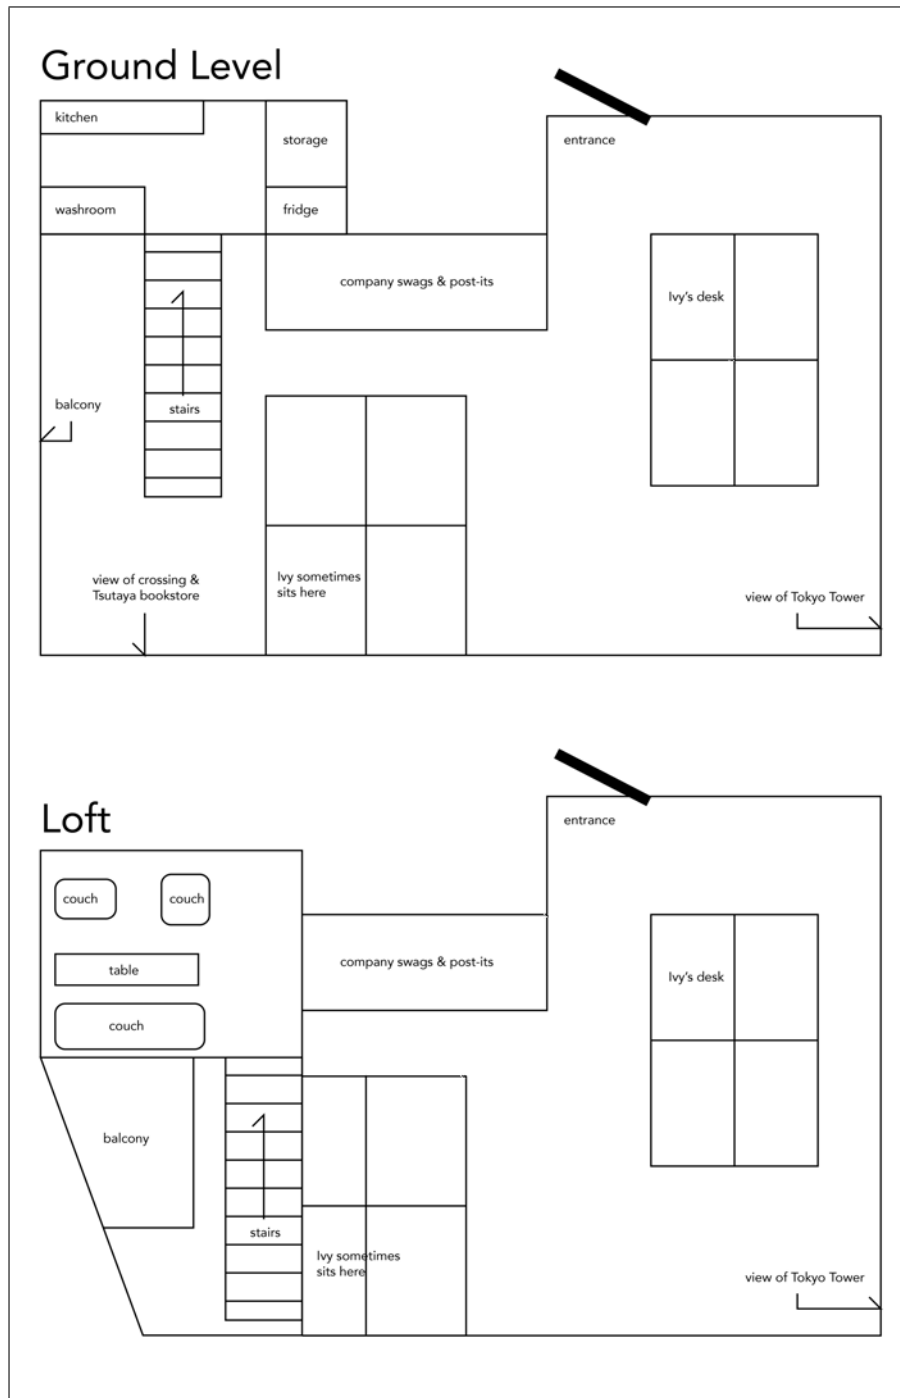 Ground Level
kitchen
storage
entrance
washroom
fridge
company swags & post-its
Ivy's desk
balcony
stairs
view of crossing &
Tsutaya bookstore
Ivy sometimes
sits here
view of Tokyo Tower
Loft
entrance
couch
couch
table
company swags & post-its
Ivy's desk
couch
balcony
stairs
Ivy sometimes
sits here
view of Tokyo Tower